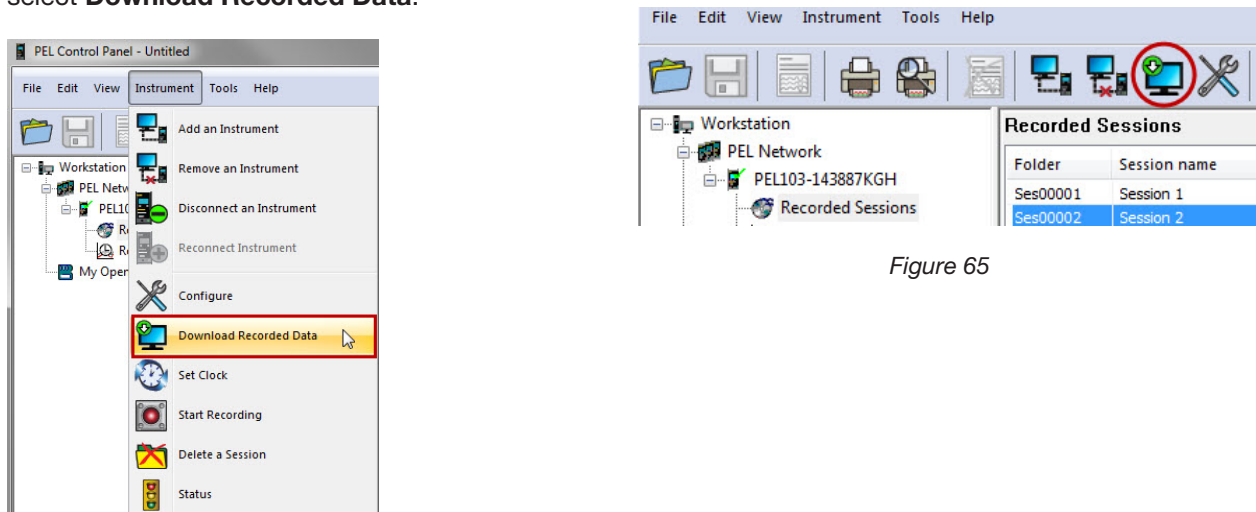 select Download Recorded Data.
PEL Control Panel - Untitled
File Edit View Instrument Tools Help
Workstation
PEL Netw
PEL10
R
R
My Oper
Add an Instrument
Remove an Instrument
Disconnect an Instrument
Reconnect Instrument
Configure
Download Recorded Data
Set Clock
Start Recording
Delete a Session
Status
File Edit View Instrument Tools Help
Workstation
PEL Network
PEL103-143887KGH
Recorded Sessions
Recorded Sessions
Folder Session name
Ses00001 Session 1
Ses00002 Session 2
Figure 65